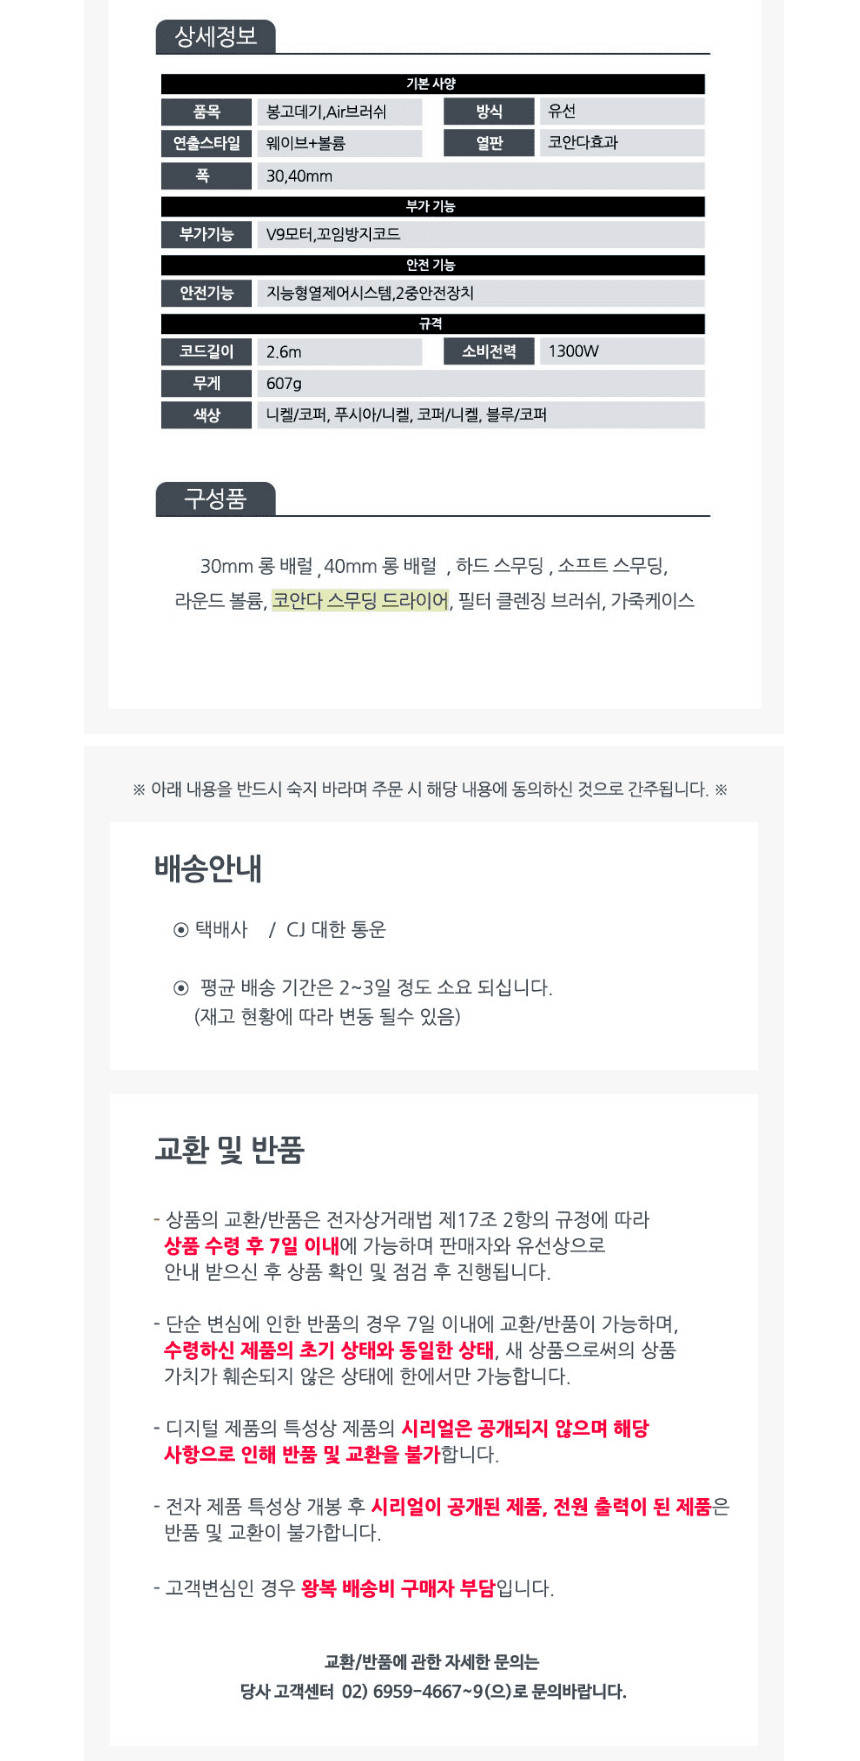 상세정보
기본 사양
품목 봉고데기,Air브러쉬 방식 유선
연출스타일 웨이브+볼륨 열판 코안다효과
폭 30,40mm
부가 기능
부가기능 V9모터,꼬임방지코드
안전 기능
안전기능 지능형열제어시스템,2중안전장치
규격
코드길이 2.6m 소비전력 1300W
무게 607g
색상 니켈/코퍼, 푸시아/니켈, 코퍼/니켈, 블루/코퍼
구성품
30mm 롱 배럴 , 40mm 롱 배럴 , 하드 스무딩 , 소프트 스무딩,
라운드 볼륨, 코안다 스무딩 드라이어, 필터 클렌징 브러쉬, 가죽케이스
※ 아래 내용을 반드시 숙지 바라며 주문 시 해당 내용에 동의하신 것으로 간주됩니다. ※
배송안내
⊙ 택배사 / CJ 대한 통운
⊙ 평균 배송 기간은 2~3일 정도 소요 되십니다.
(재고 현황에 따라 변동 될수 있음)
교환 및 반품
- 상품의 교환/반품은 전자상거래법 제17조 2항의 규정에 따라
상품 수령 후 7일 이내에 가능하며 판매자와 유선상으로
안내 받으신 후 상품 확인 및 점검 후 진행됩니다.
- 단순 변심에 인한 반품의 경우 7일 이내에 교환/반품이 가능하며,
수령하신 제품의 초기 상태와 동일한 상태, 새 상품으로써의 상품
가치가 훼손되지 않은 상태에 한에서만 가능합니다.
- 디지털 제품의 특성상 제품의 시리얼은 공개되지 않으며 해당
사항으로 인해 반품 및 교환을 불가합니다.
- 전자 제품 특성상 개봉 후 시리얼이 공개된 제품, 전원 출력이 된 제품은
반품 및 교환이 불가합니다.
- 고객변심인 경우 왕복 배송비 구매자 부담입니다.
교환/반품에 관한 자세한 문의는
당사 고객센터 02) 6959-4667~9(으)로 문의바랍니다.